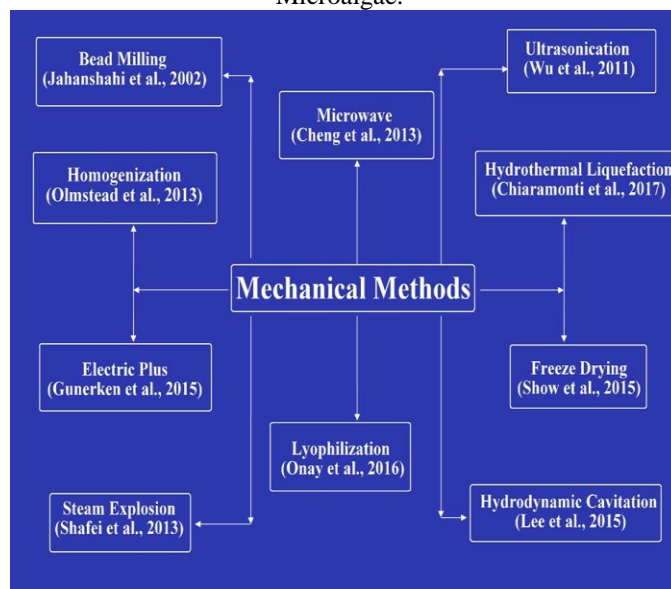 Microalgae.
Bead Milling
(Jahanshahi et al., 2002)
Ultrasonication
(Wu et al., 2011)
Microwave
(Cheng et al., 2013)
Homogenization
(Olmstead et al., 2013)
Hydrothermal Liquefaction
(Chiaramonti et al., 2017)
Mechanical Methods
Electric Plus
(Gunerken et al., 2015)
Freeze Drying
(Show et al., 2015)
Lyophilization
(Onay et al., 2016)
Steam Explosion
(Shafei et al., 2013)
Hydrodynamic Cavitation
(Lee et al., 2015)